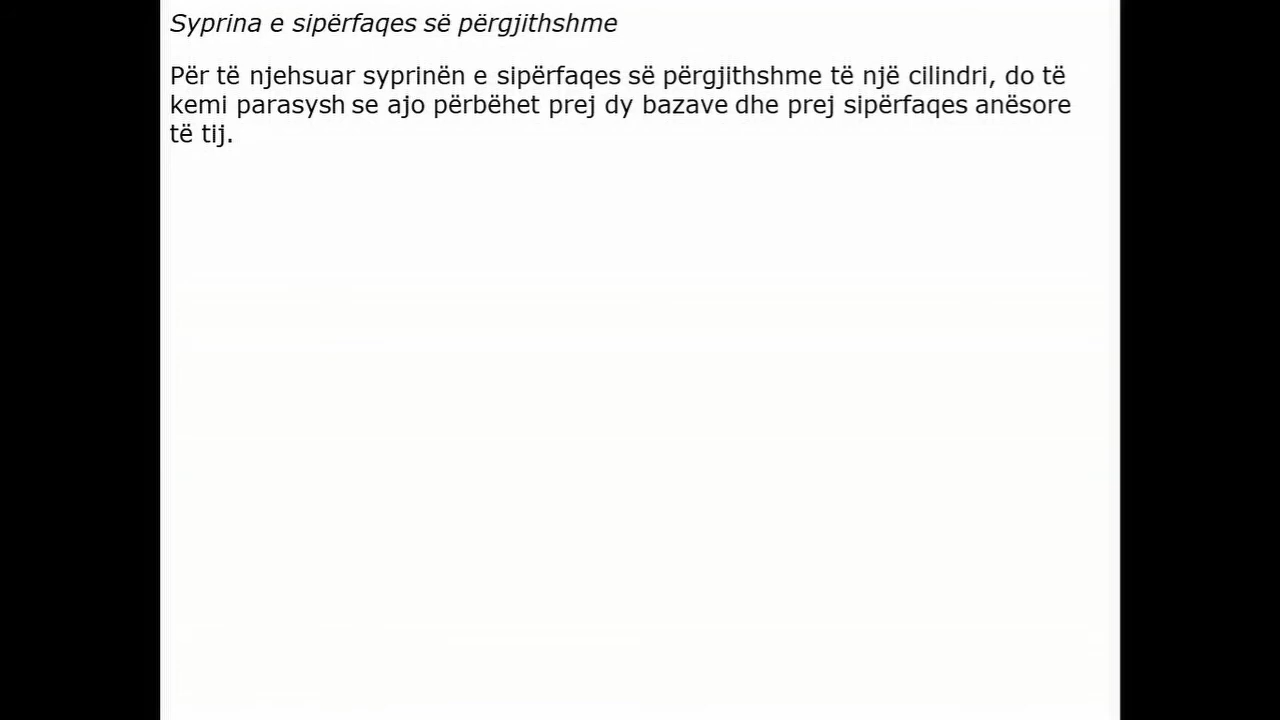 Syprina e sipërfaqes së përgjithshme
Për të njehsuar syprinën e sipërfaqes së përgjithshme të një cilindri, do të
kemi parasysh se ajo përbëhet prej dy bazave dhe prej sipërfaqes anësore
të tij.